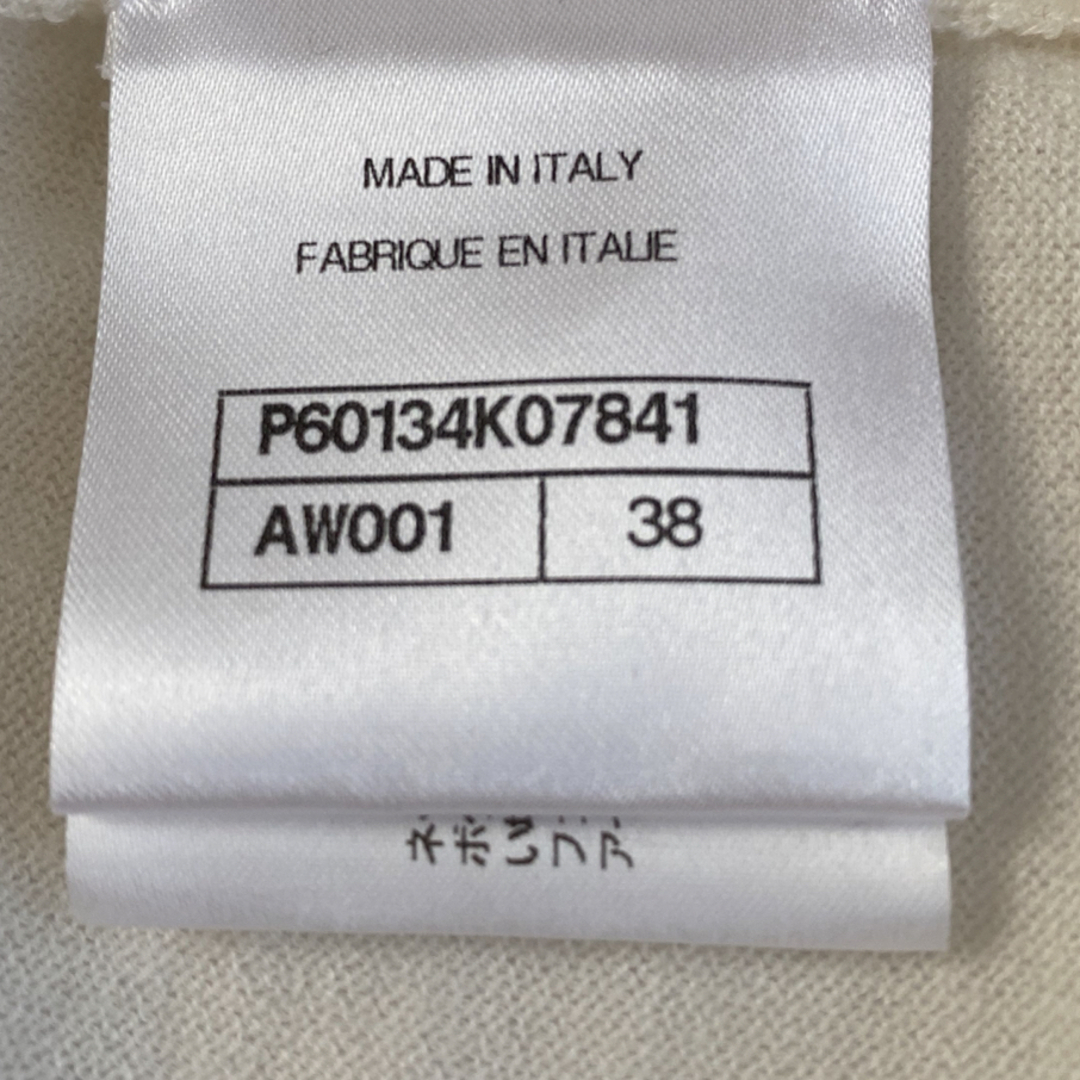 MADE IN ITALY
FABRIQUE EN ITALIE
P60134K07841
AW001 38